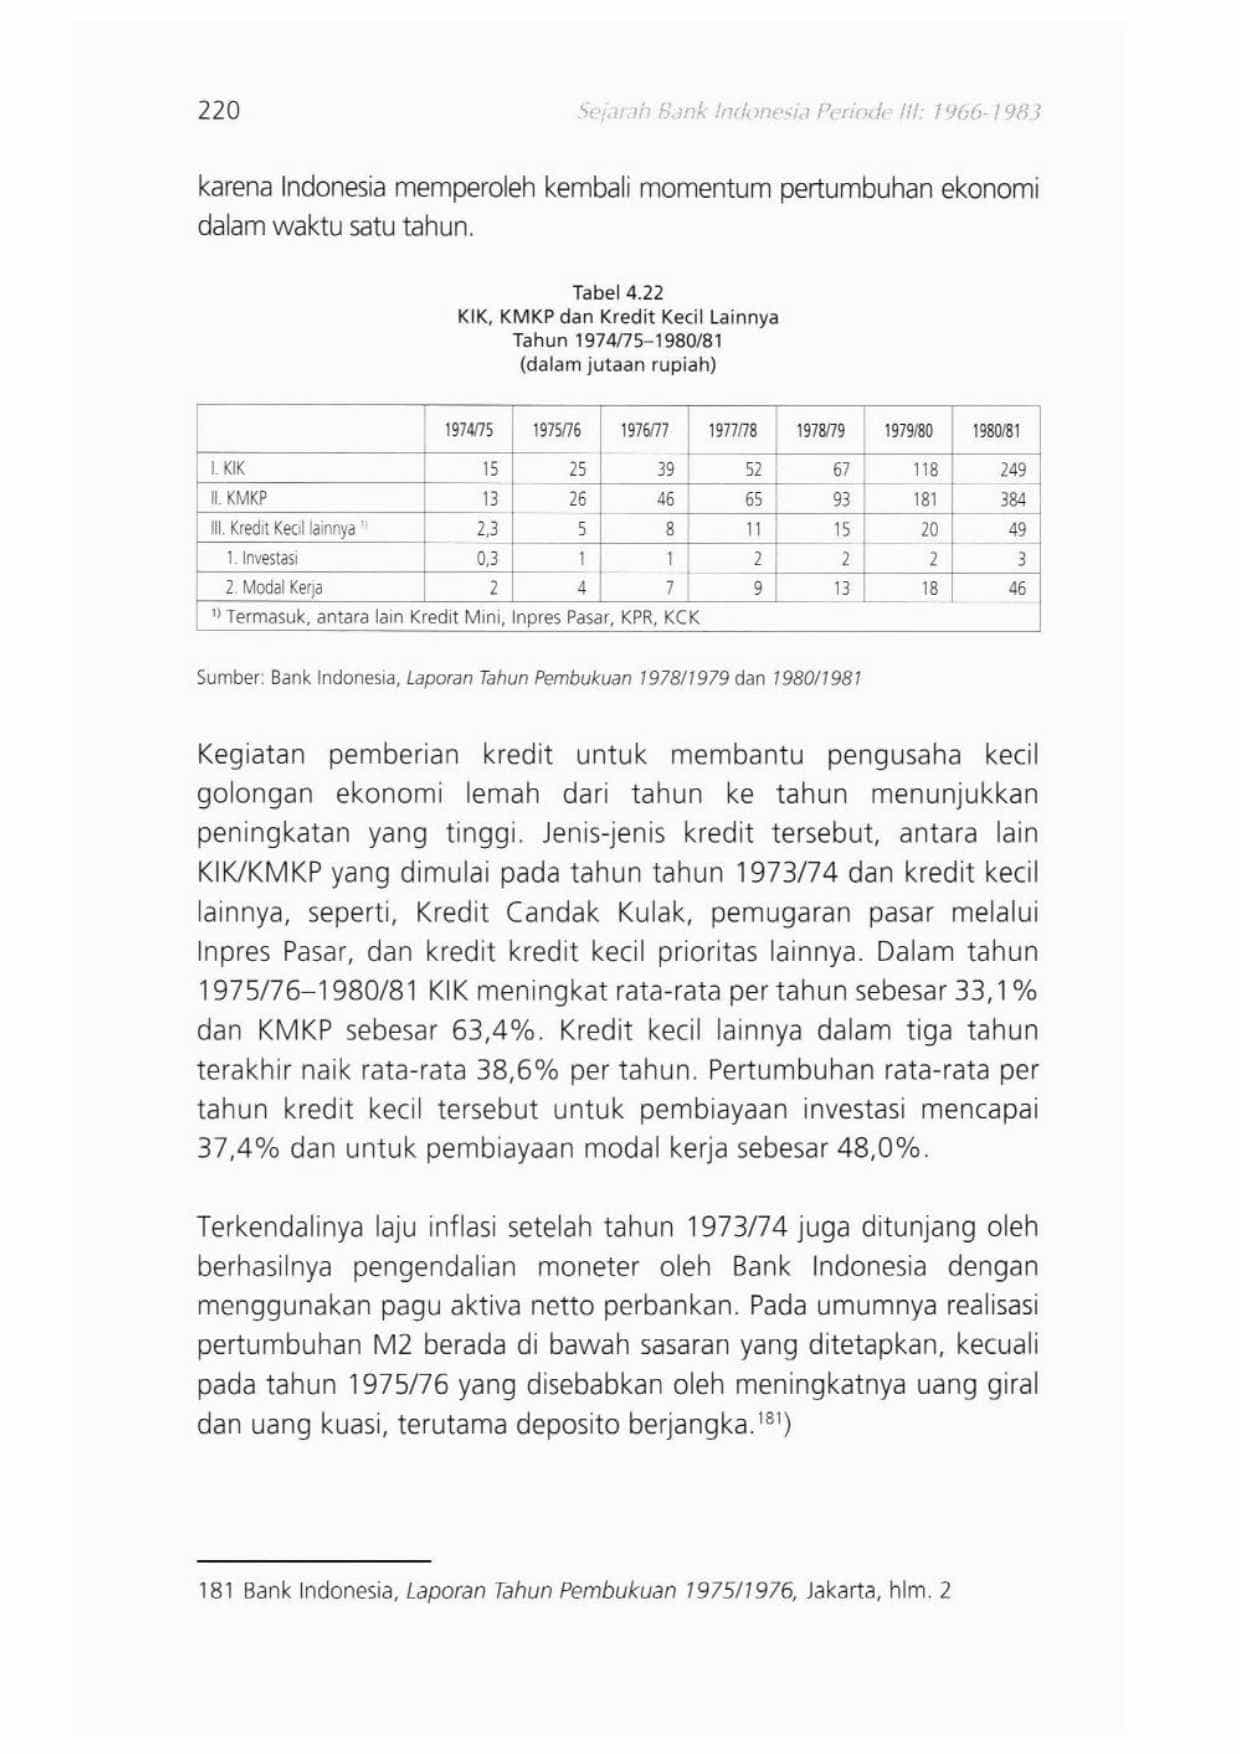 220
Sejarah Bank Indonesia Periode III: 1966-1983
karena Indonesia memperoleh kembali momentum pertumbuhan ekonomi
dalam waktu satu tahun.
Tabel 4.22
KIK, KMKP dan Kredit Kecil Lainnya
Tahun 1974/75–1980/81
(dalam jutaan rupiah)
1974/75 1975/76 1976/77 1977/78 1978/79 1979/80 1980/81
I. KIK 15 25 39 52 67 118 249
II. KMKP 13 26 46 65 93 181 384
III. Kredit Kecil lainnya ¹⁾ 2,3 5 8 11 15 20 49
1. Investasi 0,3 1 1 2 2 2 3
2. Modal Kerja 2 4 7 9 13 18 46
¹⁾ Termasuk, antara lain Kredit Mini, Inpres Pasar, KPR, KCK
Sumber: Bank Indonesia, Laporan Tahun Pembukuan 1978/1979 dan 1980/1981
Kegiatan pemberian kredit untuk membantu pengusaha kecil
golongan ekonomi lemah dari tahun ke tahun menunjukkan
peningkatan yang tinggi. Jenis-jenis kredit tersebut, antara lain
KIK/KMKP yang dimulai pada tahun tahun 1973/74 dan kredit kecil
lainnya, seperti, Kredit Candak Kulak, pemugaran pasar melalui
Inpres Pasar, dan kredit kredit kecil prioritas lainnya. Dalam tahun
1975/76–1980/81 KIK meningkat rata-rata per tahun sebesar 33,1%
dan KMKP sebesar 63,4%. Kredit kecil lainnya dalam tiga tahun
terakhir naik rata-rata 38,6% per tahun. Pertumbuhan rata-rata per
tahun kredit kecil tersebut untuk pembiayaan investasi mencapai
37,4% dan untuk pembiayaan modal kerja sebesar 48,0%.
Terkendalinya laju inflasi setelah tahun 1973/74 juga ditunjang oleh
berhasilnya pengendalian moneter oleh Bank Indonesia dengan
menggunakan pagu aktiva netto perbankan. Pada umumnya realisasi
pertumbuhan M2 berada di bawah sasaran yang ditetapkan, kecuali
pada tahun 1975/76 yang disebabkan oleh meningkatnya uang giral
dan uang kuasi, terutama deposito berjangka.¹⁸¹)
181 Bank Indonesia, Laporan Tahun Pembukuan 1975/1976, Jakarta, hlm. 2